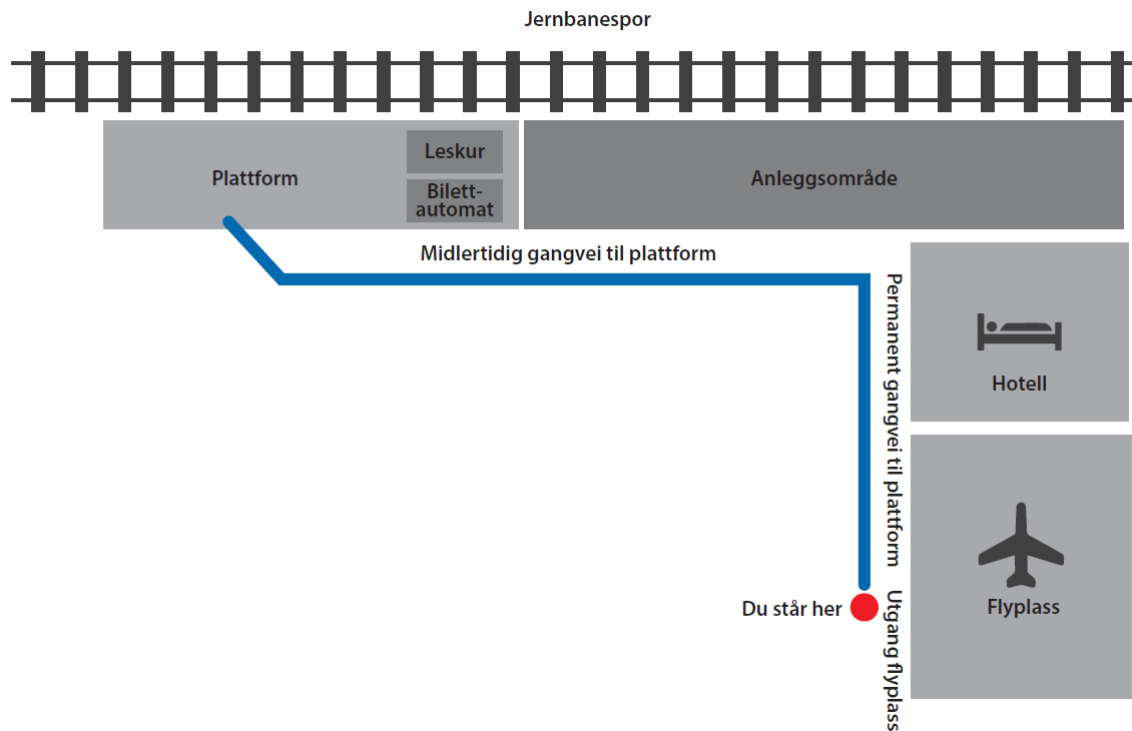 Jernbanespor
Leskur
Plattform
Anleggsområde
Bilett-
automat
Midlertidig gangvei til plattform
Permanent gangvei til plattform
Hotell
Du står her
Utgang flyplass
Flyplass